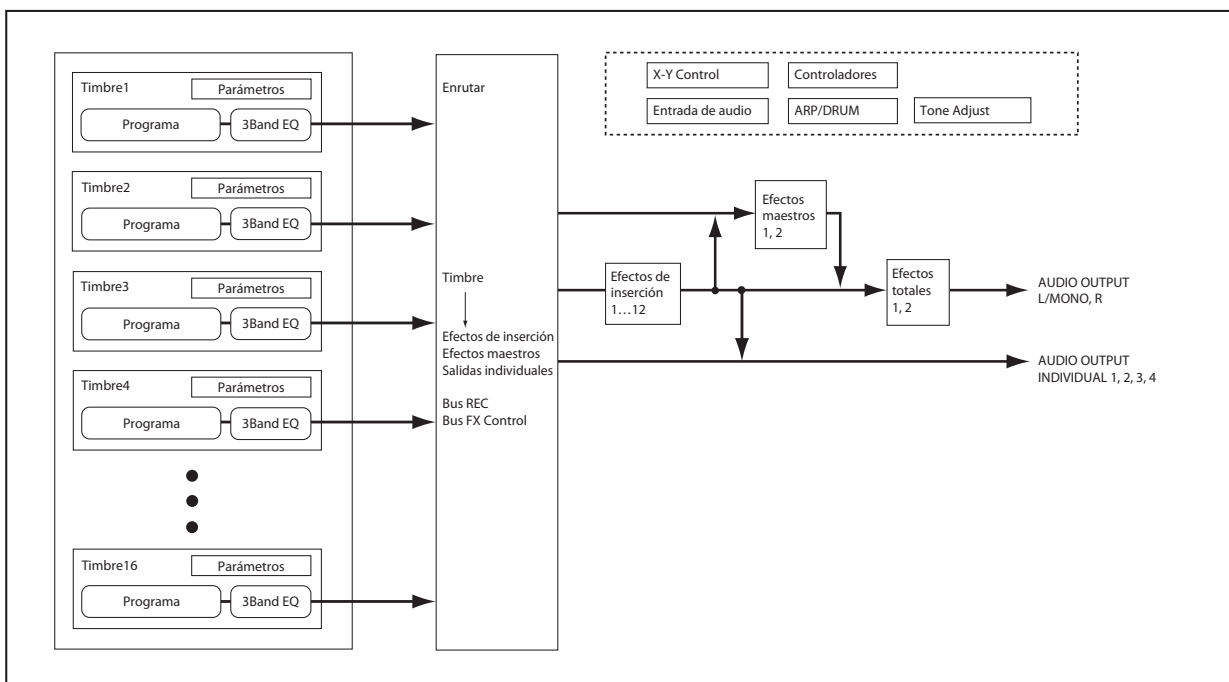 Timbre1
Parámetros
Programa
3Band EQ
Timbre2
Parámetros
Programa
3Band EQ
Timbre3
Parámetros
Programa
3Band EQ
Timbre4
Parámetros
Programa
3Band EQ
Timbre16
Parámetros
Programa
3Band EQ
Enrutar
Timbre
Efectos de inserción
Efectos maestros
Salidas individuales
Bus REC
Bus FX Control
X-Y Control
Controladores
Entrada de audio
ARP/DRUM
Tone Adjust
Efectos
maestros
1, 2
Efectos de
inserción
1…12
Efectos
totales
1, 2
AUDIO OUTPUT
L/MONO, R
AUDIO OUTPUT
INDIVIDUAL 1, 2, 3, 4